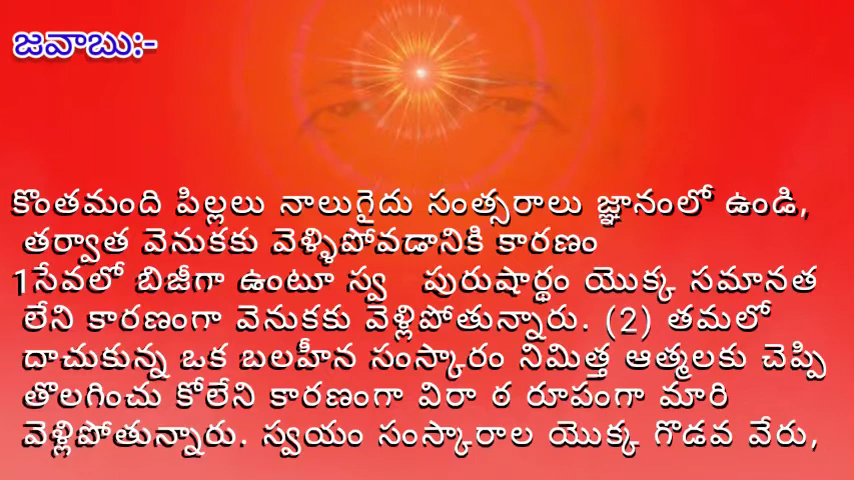 జవాబు:-
కొంతమంది పిల్లలు నాలుగైదు సంత్సరాలు జ్ఞానంలో ఉండి,
తర్వాత వెనుకకు వెళ్ళిపోవడానికి కారణం
1సేవలో బిజీగా ఉంటూ స్వ పురుషార్థం యొక్క సమానత
లేని కారణంగా వెనుకకు వెళ్లిపోతున్నారు. (2) తమలో
దాచుకున్న ఒక బలహీన సంస్కారం నిమిత్త ఆత్మలకు చెప్పి
తొలగించు కోలేని కారణంగా విరా ఠ రూపంగా మారి
వెళ్లిపోతున్నారు. స్వయం సంస్కారాల యొక్క గొడవ వేరు,